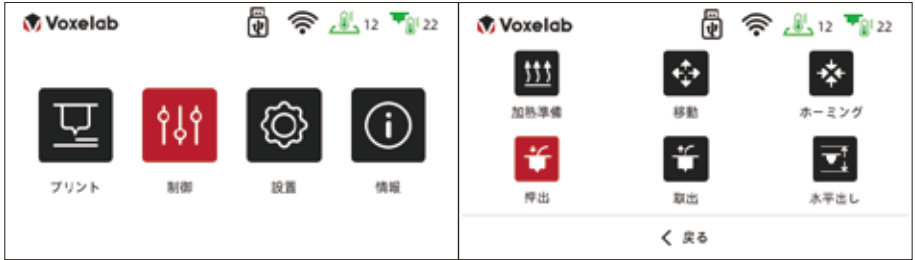 Voxelab 12 22
プリント 制御 設置 情報
Voxelab 12 22
加熱準備 移動 ホーミング
押出 取出 水平出し
戻る